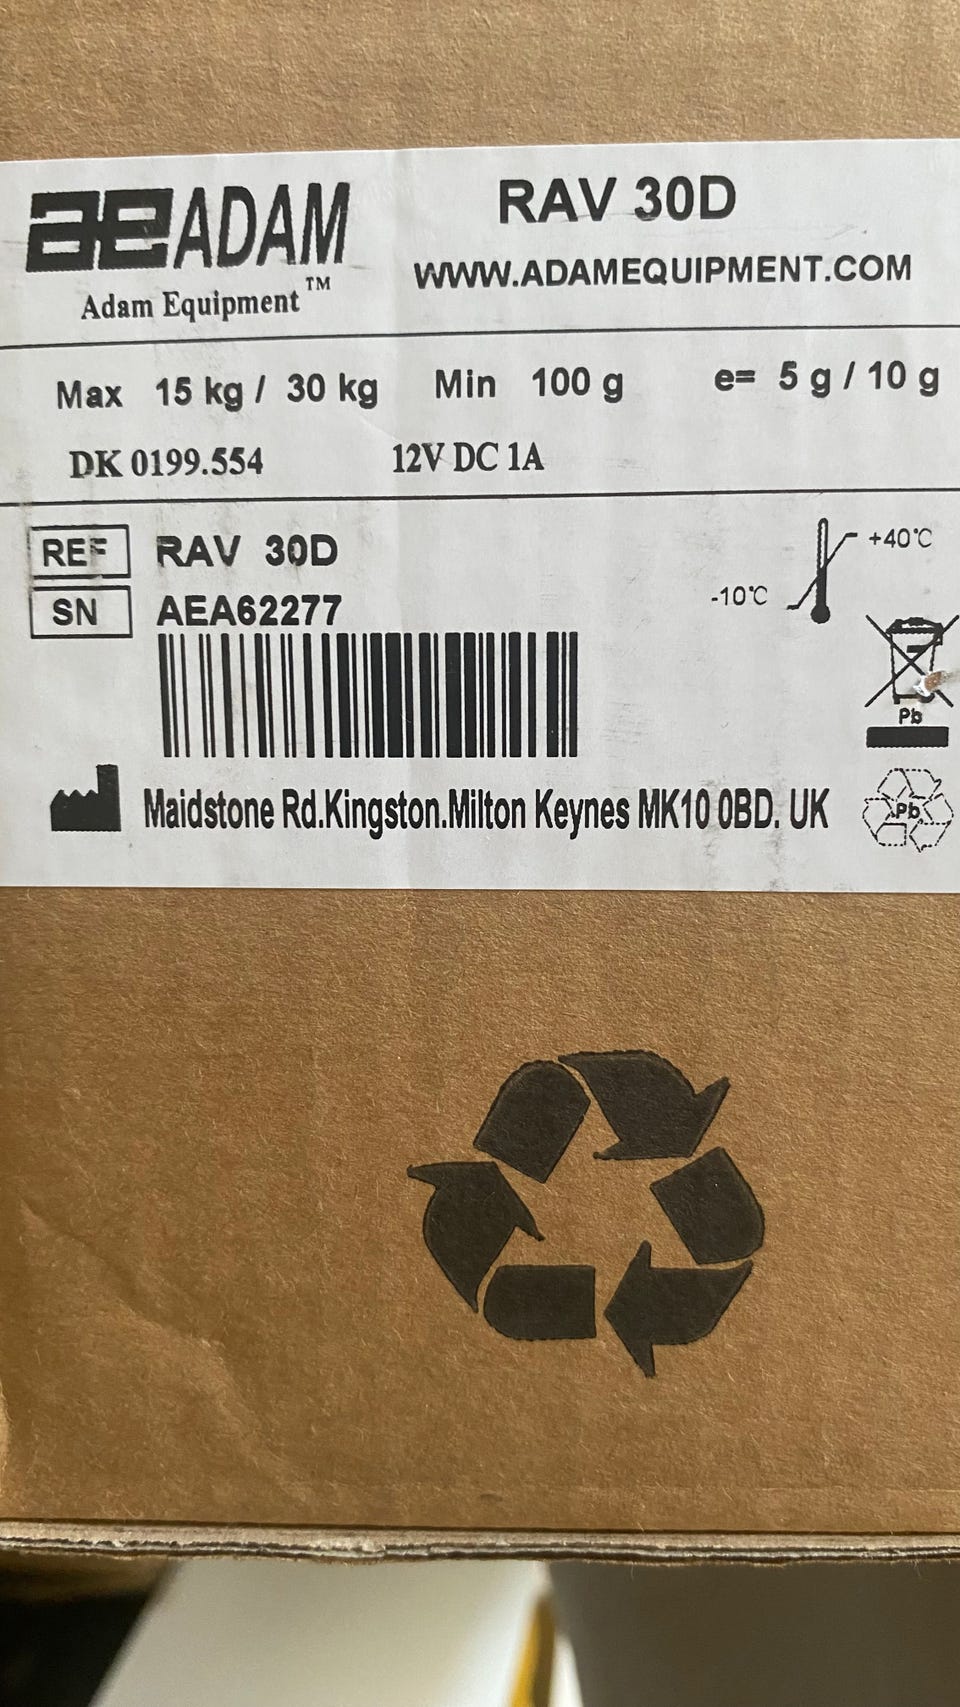 ae ADAM
Adam Equipment™
RAV 30D
WWW.ADAMEQUIPMENT.COM
Max 15 kg / 30 kg Min 100 g e= 5 g / 10 g
DK 0199.554 12V DC 1A
REF RAV 30D
SN AEA62277
-10°C +40°C
Pb
Maidstone Rd.Kingston.Milton Keynes MK10 0BD. UK
Pb